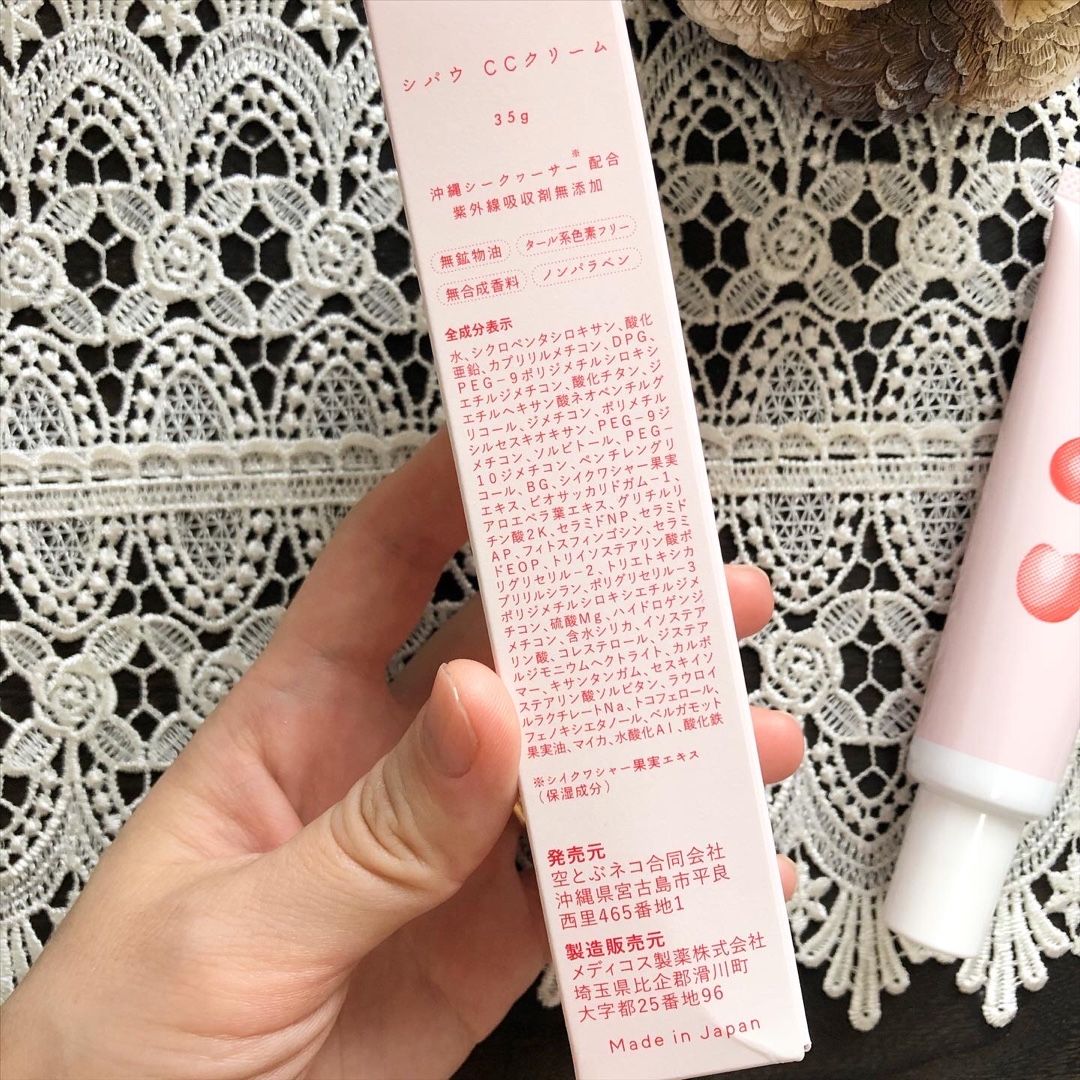 シパウ CCクリーム
35g
※
沖縄シークヮーサー 配合
紫外線吸収剤無添加
無鉱物油 タール系色素フリー
無合成香料 ノンパラベン
全成分表示
水、シクロペンタシロキサン、酸化
亜鉛、カプリリルメチコン、DPG、
PEG-9ポリジメチルシロキシ
エチルジメチコン、酸化チタン、ジ
エチルヘキサン酸ネオペンチルグ
リコール、ジメチコン、ポリメチル
シルセスキオキサン、PEG-9ジ
メチコン、ソルビトール、PEG-
10ジメチコン、ペンチレングリ
コール、BG、シイクワシャー果実
エキス、ビオサッカリドガム-1、
アロエベラ葉エキス、グリチルリ
チン酸2K、セラミドNP、セラミド
AP、フィトスフィンゴシン、セラミ
ドEOP、トリイソステアリン酸ポ
リグリセリル-2、トリエトキシカ
プリリルシラン、ポリグリセリル-3
ポリジメチルシロキシエチルジメ
チコン、硫酸Mg、ハイドロゲンジ
メチコン、含水シリカ、イソステア
リン酸、コレステロール、ジステア
ルジモニウムヘクトライト、カルボ
マー、キサンタンガム、セスキイソ
ステアリン酸ソルビタン、ラウロイ
ルラクチレートNa、トコフェロール、
フェノキシエタノール、ベルガモット
果実油、マイカ、水酸化Al、酸化鉄
※シイクワシャー果実エキス
（保湿成分）
発売元
空とぶネコ合同会社
沖縄県宮古島市平良
西里465番地1
製造販売元
メディコス製薬株式会社
埼玉県比企郡滑川町
大字都25番地96
Made in Japan